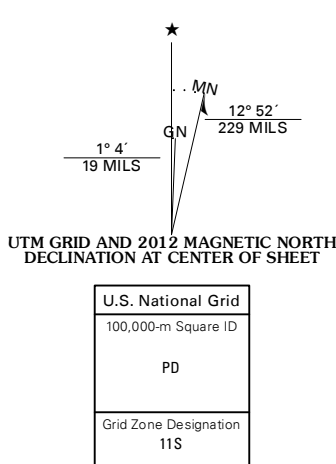 MN
12° 52´
229 MILS
GN
1° 4´
19 MILS
UTM GRID AND 2012 MAGNETIC NORTH
DECLINATION AT CENTER OF SHEET
U.S. National Grid
100,000-m Square ID
PD
Grid Zone Designation
11S